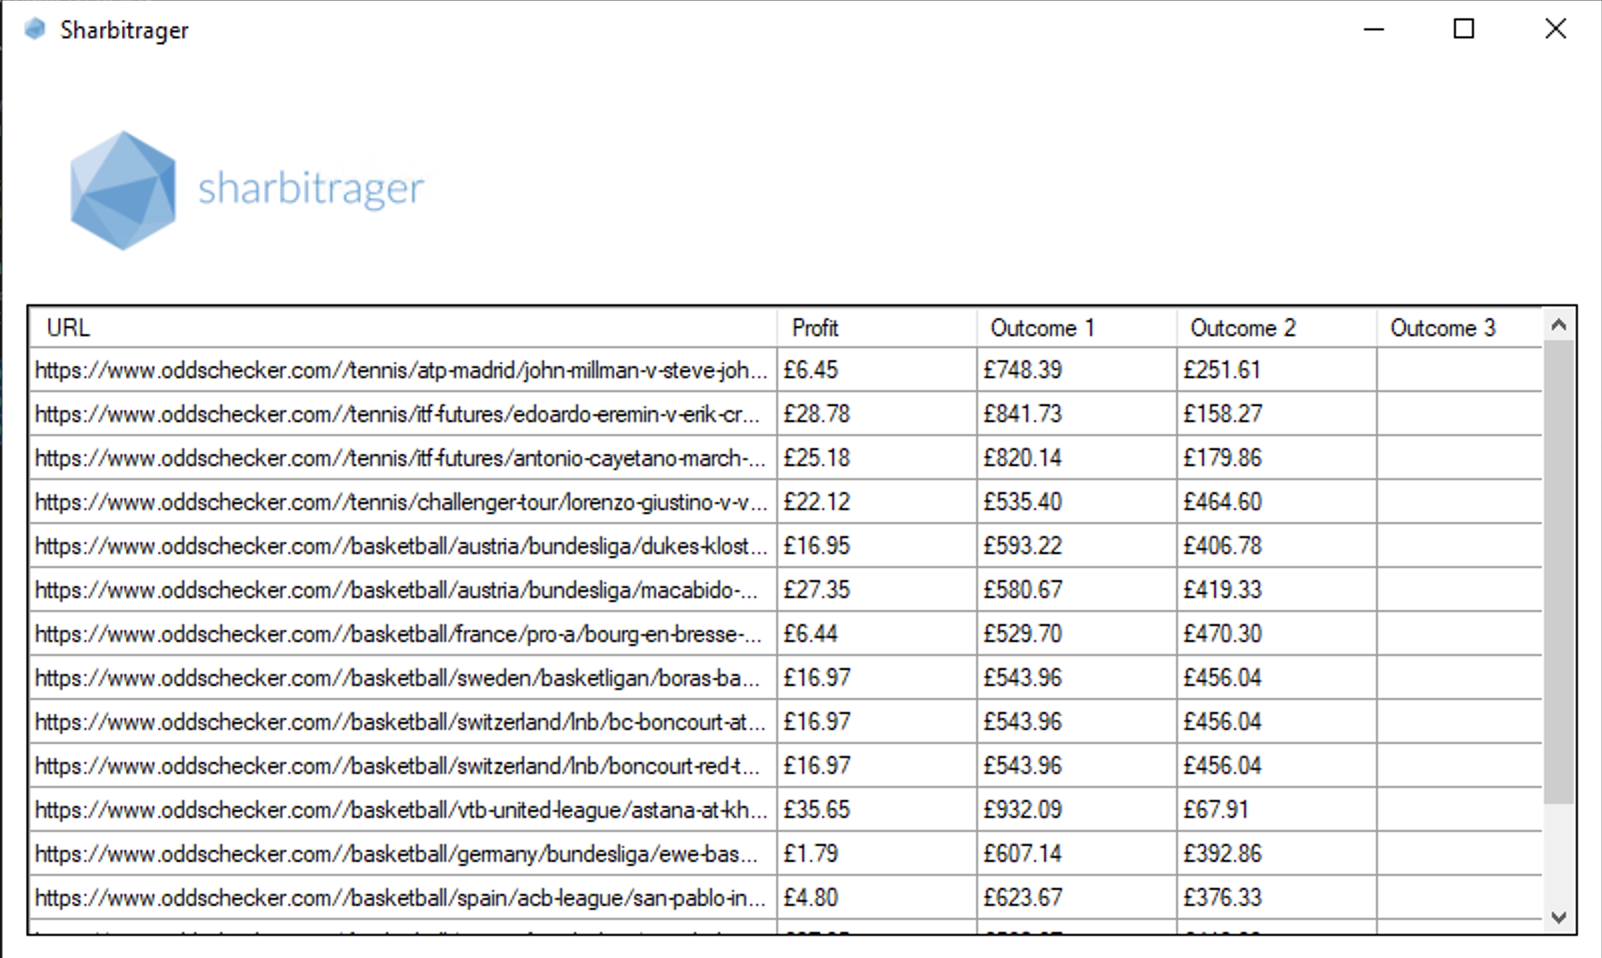 Sharbitrager
sharbitrager
URL Profit Outcome 1 Outcome 2 Outcome 3
https://www.oddschecker.com//tennis/atp-madrid/john-millman-v-steve-joh... £6.45 £748.39 £251.61
https://www.oddschecker.com//tennis/itf-futures/edoardo-eremin-v-erik-cr... £28.78 £841.73 £158.27
https://www.oddschecker.com//tennis/itf-futures/antonio-cayetano-march-... £25.18 £820.14 £179.86
https://www.oddschecker.com//tennis/challenger-tour/lorenzo-giustino-v-v... £22.12 £535.40 £464.60
https://www.oddschecker.com//basketball/austria/bundesliga/dukes-klost... £16.95 £593.22 £406.78
https://www.oddschecker.com//basketball/austria/bundesliga/macabido-... £27.35 £580.67 £419.33
https://www.oddschecker.com//basketball/france/pro-a/bourg-en-bresse-... £6.44 £529.70 £470.30
https://www.oddschecker.com//basketball/sweden/basketligan/boras-ba... £16.97 £543.96 £456.04
https://www.oddschecker.com//basketball/switzerland/lnb/bc-boncourt-at... £16.97 £543.96 £456.04
https://www.oddschecker.com//basketball/switzerland/lnb/boncourt-red-t... £16.97 £543.96 £456.04
https://www.oddschecker.com//basketball/vtb-united-league/astana-at-kh... £35.65 £932.09 £67.91
https://www.oddschecker.com//basketball/germany/bundesliga/ewe-bas... £1.79 £607.14 £392.86
https://www.oddschecker.com//basketball/spain/acb-league/san-pablo-in... £4.80 £623.67 £376.33